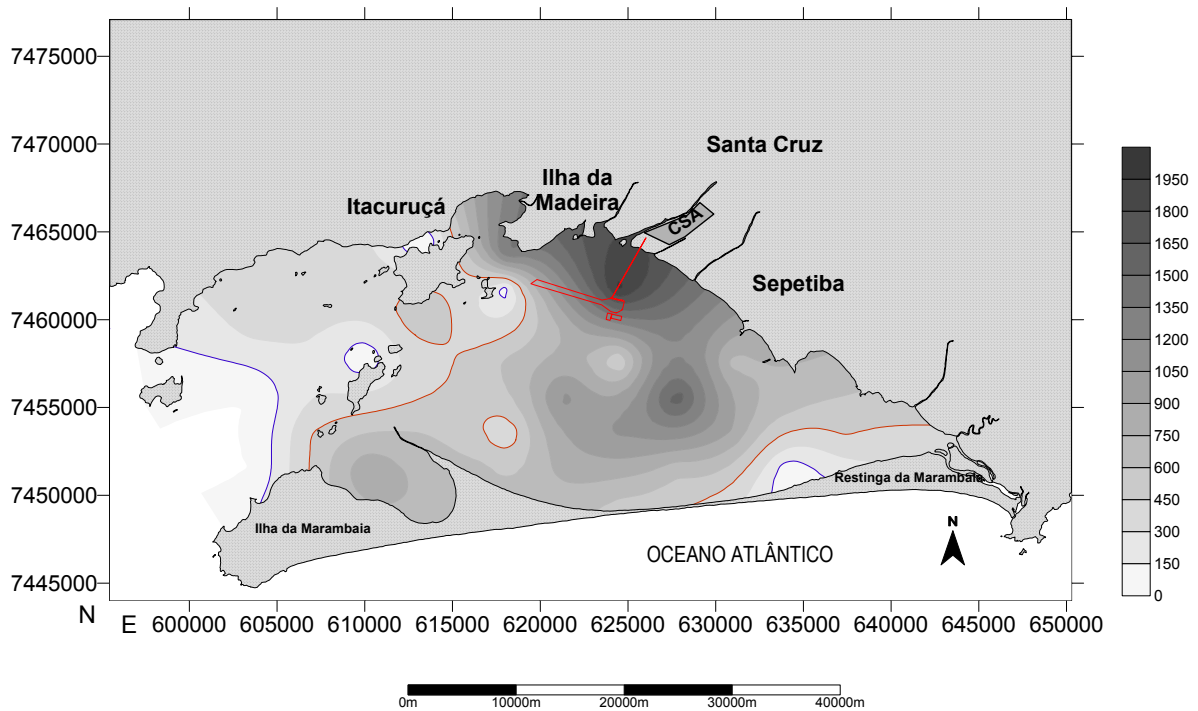 7475000
7470000
7465000
7460000
7455000
7450000
7445000
N
E
600000 605000 610000 615000 620000 625000 630000 635000 640000 645000 650000
Santa Cruz
Ilha da
Madeira
Itacuruçá
CSA
Sepetiba
Restinga da Marambaia
Ilha da Marambaia
OCEANO ATLÂNTICO
N
1950
1800
1650
1500
1350
1200
1050
900
750
600
450
300
150
0
0m 10000m 20000m 30000m 40000m